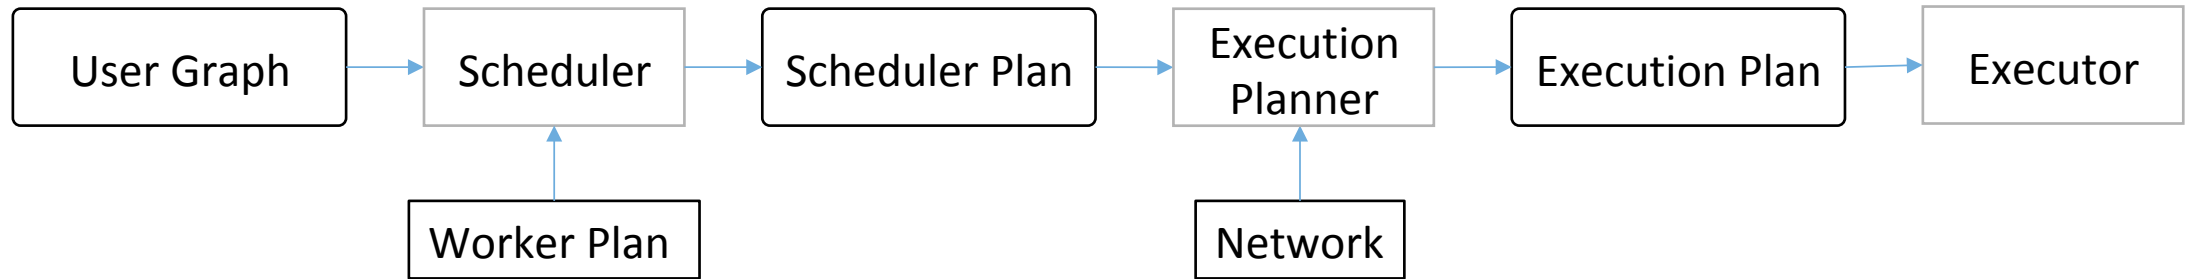 User Graph
Scheduler
Scheduler Plan
Execution
Planner
Execution Plan
Executor
Worker Plan
Network